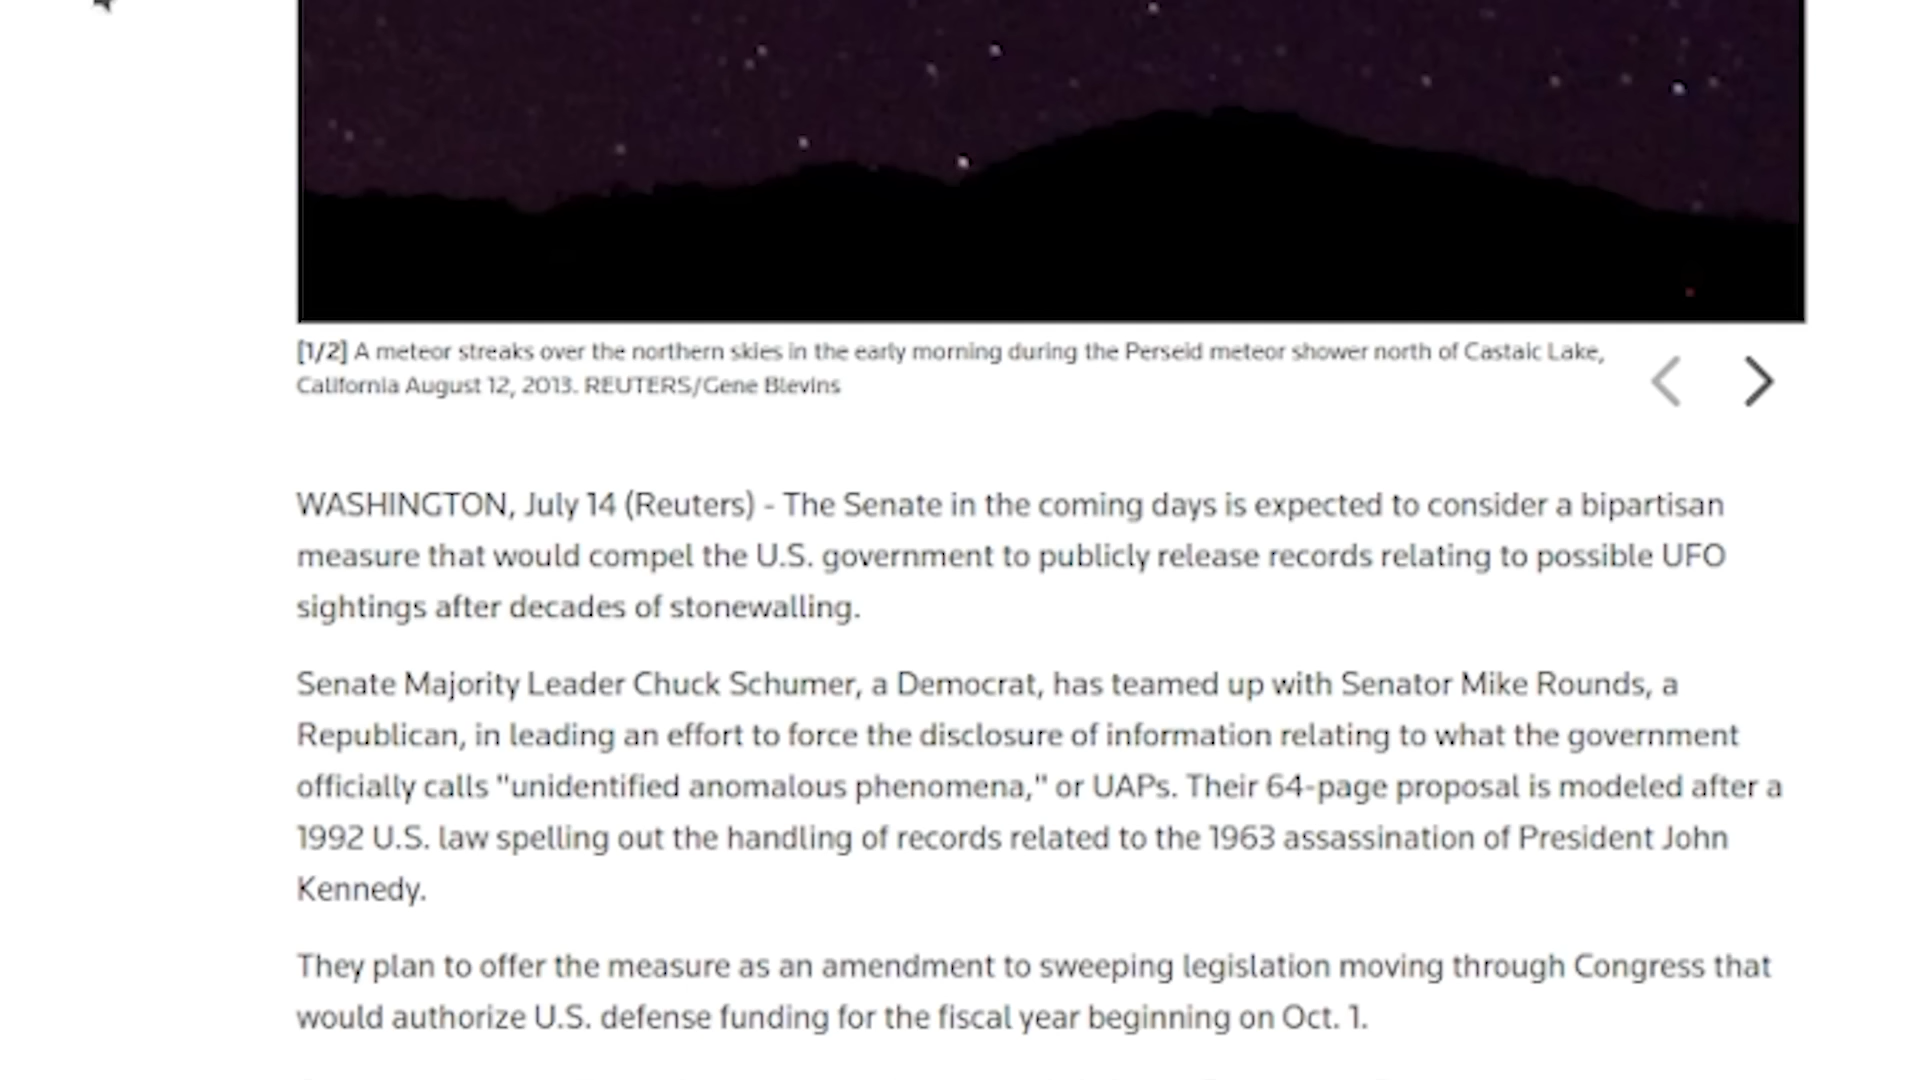 [1/2] A meteor streaks over the northern skies in the early morning during the Perseid meteor shower north of Castaic Lake,
California August 12, 2013. REUTERS/Gene Blevins
WASHINGTON, July 14 (Reuters) - The Senate in the coming days is expected to consider a bipartisan
measure that would compel the U.S. government to publicly release records relating to possible UFO
sightings after decades of stonewalling.
Senate Majority Leader Chuck Schumer, a Democrat, has teamed up with Senator Mike Rounds, a
Republican, in leading an effort to force the disclosure of information relating to what the government
officially calls "unidentified anomalous phenomena," or UAPs. Their 64-page proposal is modeled after a
1992 U.S. law spelling out the handling of records related to the 1963 assassination of President John
Kennedy.
They plan to offer the measure as an amendment to sweeping legislation moving through Congress that
would authorize U.S. defense funding for the fiscal year beginning on Oct. 1.